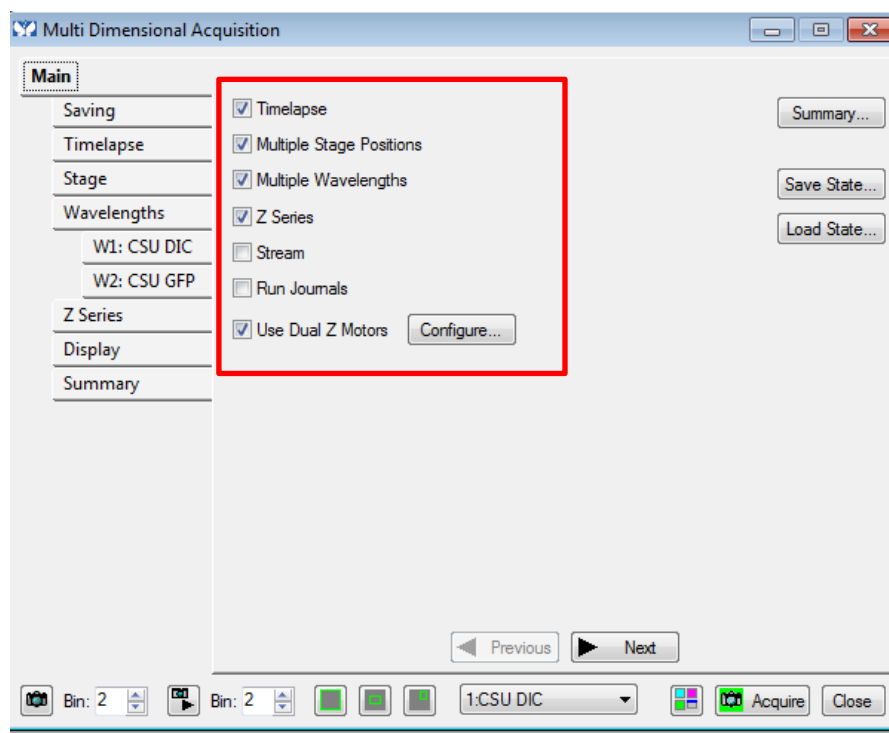 Multi Dimensional Acquisition
Main
Saving
Timelapse
Stage
Wavelengths
W1: CSU DIC
W2: CSU GFP
Z Series
Display
Summary
Timelapse
Multiple Stage Positions
Multiple Wavelengths
Z Series
Stream
Run Journals
Use Dual Z Motors Configure...
Summary...
Save State...
Load State...
Previous Next
Bin: 2 Bin: 2 1:CSU DIC Acquire Close